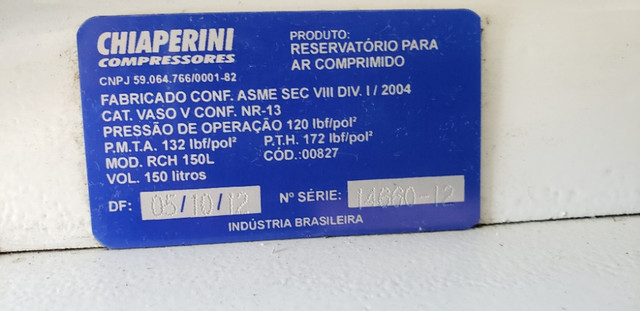 CHIAPERINI
COMPRESSORES
CNPJ 59.064.766/0001-82
PRODUTO:
RESERVATÓRIO PARA
AR COMPRIMIDO
FABRICADO CONF. ASME SEC VIII DIV. I / 2004
CAT. VASO V CONF. NR-13
PRESSÃO DE OPERAÇÃO 120 lbf/pol²
P.M.T.A. 132 lbf/pol² P.T.H. 172 lbf/pol²
MOD. RCH 150L CÓD.:00827
VOL. 150 litros
DF: 05/10/12 Nº SÉRIE: 14680-12
INDÚSTRIA BRASILEIRA